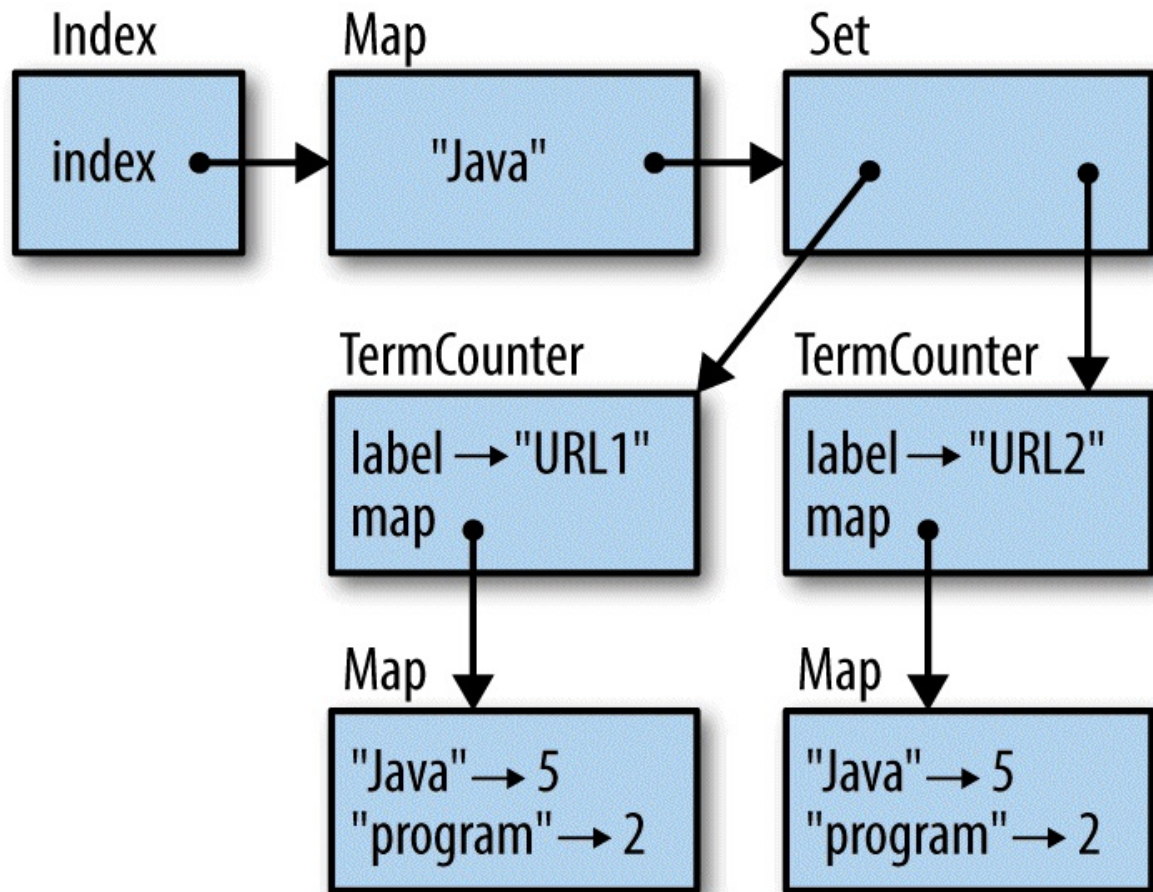 Index
Map
Set
index
"Java"
TermCounter
TermCounter
label → "URL1"
map
label → "URL2"
map
Map
Map
"Java" → 5
"program" → 2
"Java" → 5
"program" → 2